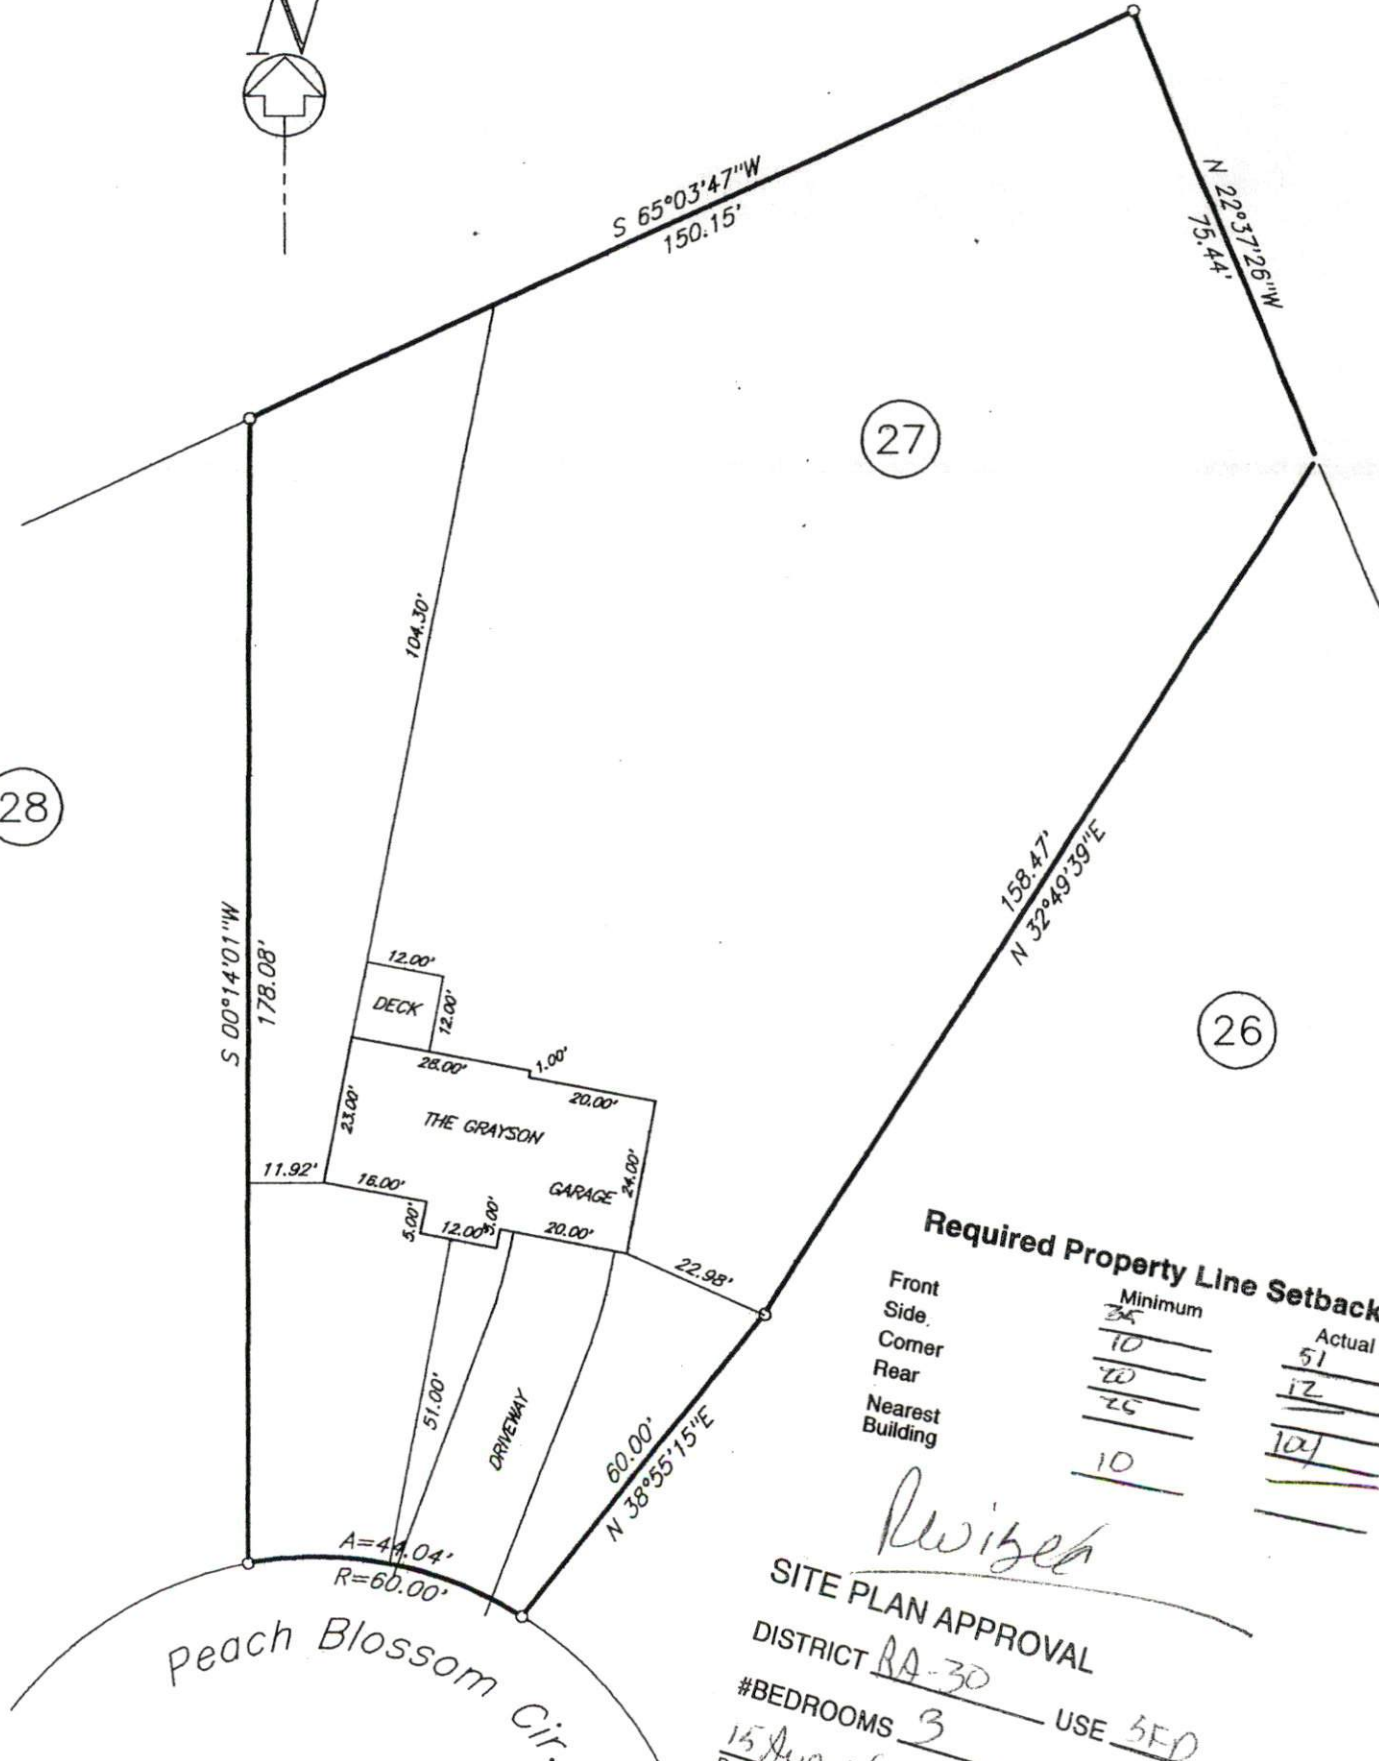 N
S 65°03'47"W
150.15'
N 22°37'26"W
75.44'
27
104.30'
28
S 00°14'01"W
178.08'
158.47'
N 32°49'39"E
26
12.00'
DECK
12.00'
28.00'
1.00'
20.00'
23.00'
THE GRAYSON
24.00'
11.92'
16.00'
GARAGE
5.00'
12.00'
3.00'
20.00'
22.98'
51.00'
DRIVEWAY
60.00'
N 38°55'15"E
A=44.04'
R=60.00'
Peach Blossom Cir.
Required Property Line Setback
Minimum Actual
Front 35 51
Side 10 12
Corner 20
Rear 25 104
Nearest
Building 10
Revised
SITE PLAN APPROVAL
DISTRICT RA-30 USE SFD
#BEDROOMS 3
15 Aug